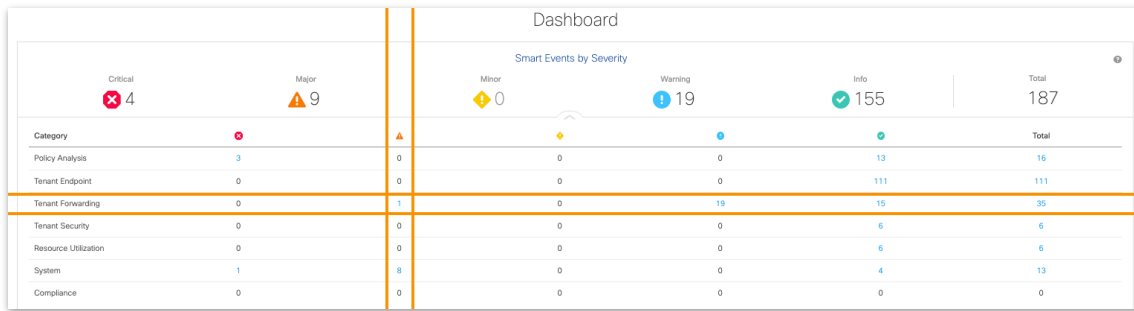 Dashboard
Smart Events by Severity
Critical Major Minor Warning Info Total
4 9 0 19 155 187
Category Total
Policy Analysis 3 0 0 0 13 16
Tenant Endpoint 0 0 0 0 111 111
Tenant Forwarding 0 1 0 19 15 35
Tenant Security 0 0 0 0 6 6
Resource Utilization 0 0 0 0 6 6
System 1 8 0 0 4 13
Compliance 0 0 0 0 0 0